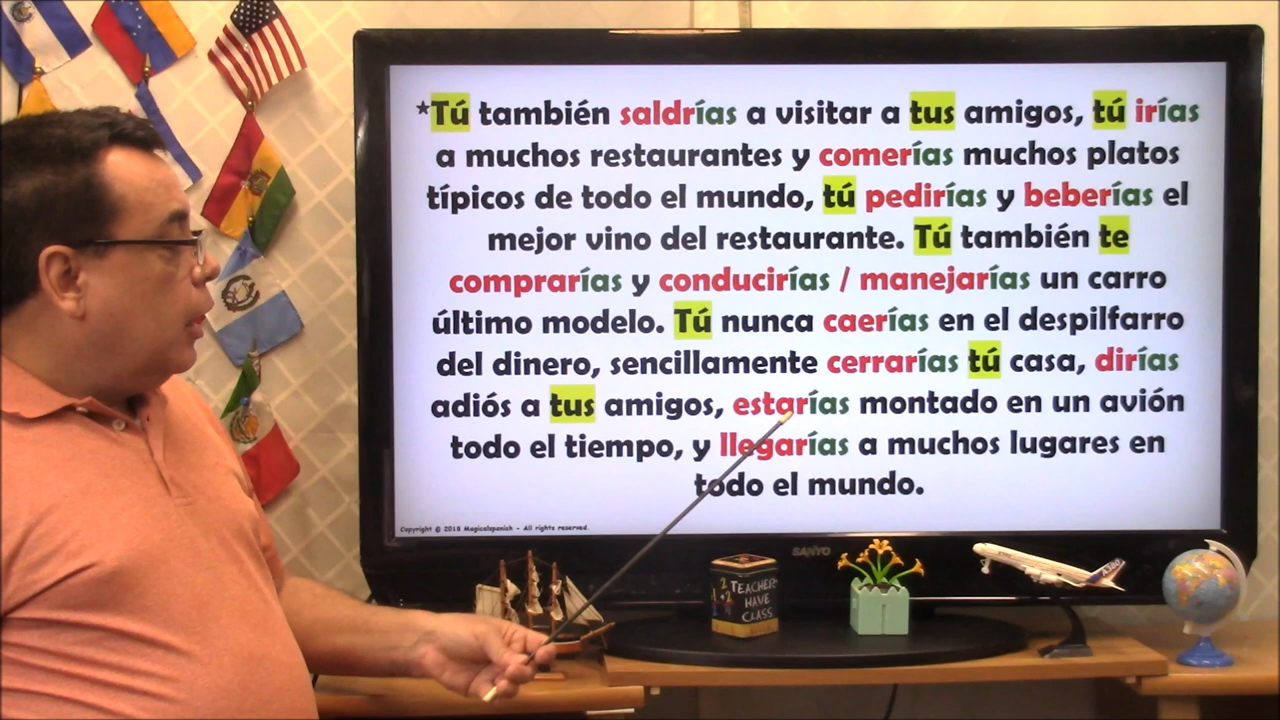 *Tú también saldrías a visitar a tus amigos, tú irías
a muchos restaurantes y comerías muchos platos
típicos de todo el mundo, tú pedirías y beberías el
mejor vino del restaurante. Tú también te
comprarías y conducirías / manejarías un carro
último modelo. Tú nunca caerías en el despilfarro
del dinero, sencillamente cerrarías tú casa, dirías
adiós a tus amigos, estarías montado en un avión
todo el tiempo, y llegarías a muchos lugares en
todo el mundo.
Copyright © 2018 Magicalspanish - All rights reserved.
SANYO
TEACHERS
HAVE
CLASS
A380